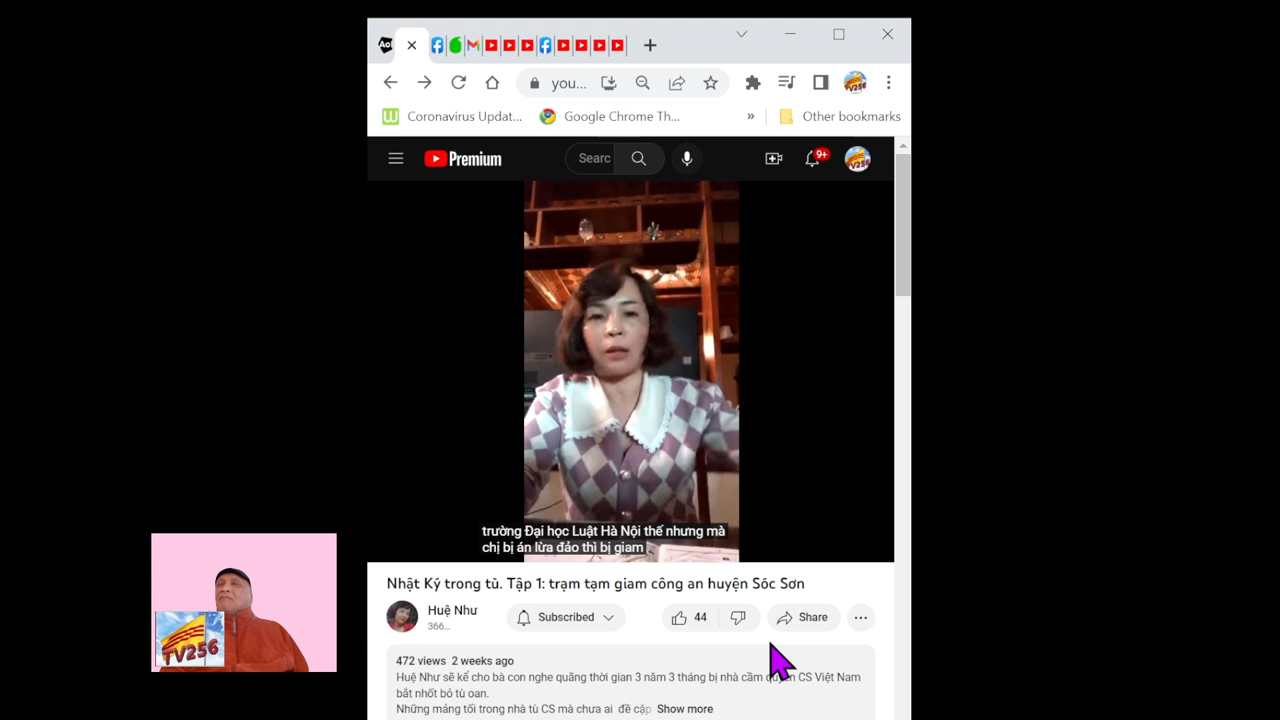 you...
Coronavirus Updat...
Google Chrome Th...
»
Other bookmarks
Premium
Searc
9+
trường Đại học Luật Hà Nội thế nhưng mà
chị bị án lừa đảo thì bị giam
Nhật Ký trong tù. Tập 1: trạm tạm giam công an huyện Sóc Sơn
Huệ Như
366...
Subscribed
44
Share
472 views 2 weeks ago
Huệ Như sẽ kể cho bà con nghe quãng thời gian 3 năm 3 tháng bị nhà cầm quyền CS Việt Nam
bắt nhốt bỏ tù oan.
Những mảng tối trong nhà tù CS mà chưa ai đề cập Show more
TV256